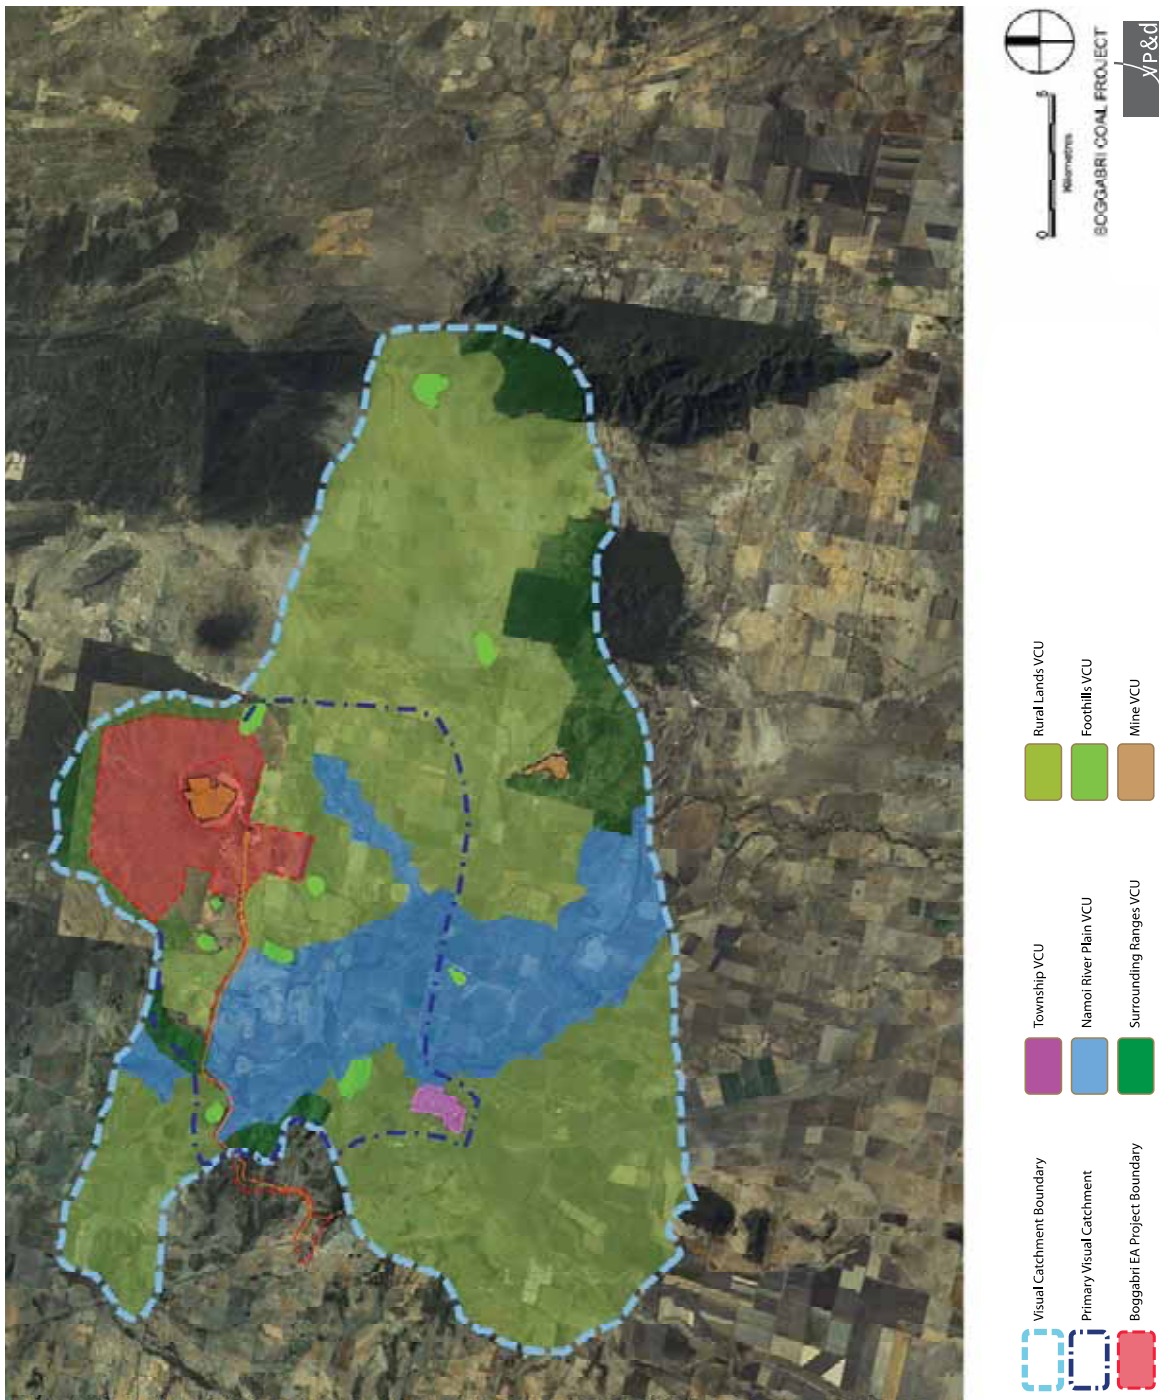 Visual Catchment Boundary
Primary Visual Catchment
Boggabri EA Project Boundary
Township VCU
Namoi River Plain VCU
Surrounding Ranges VCU
Rural Lands VCU
Foothills VCU
Mine VCU
0 5
Kilometres
BOGGABRI COAL PROJECT
VP&d